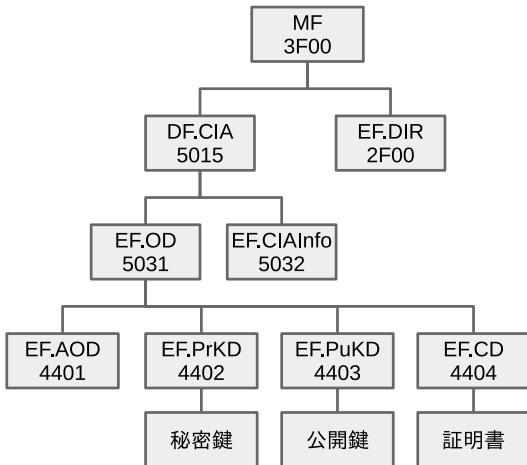 MF
3F00
DF.CIA
5015
EF.DIR
2F00
EF.OD
5031
EF.CIAInfo
5032
EF.AOD
4401
EF.PrKD
4402
EF.PuKD
4403
EF.CD
4404
秘密鍵
公開鍵
証明書